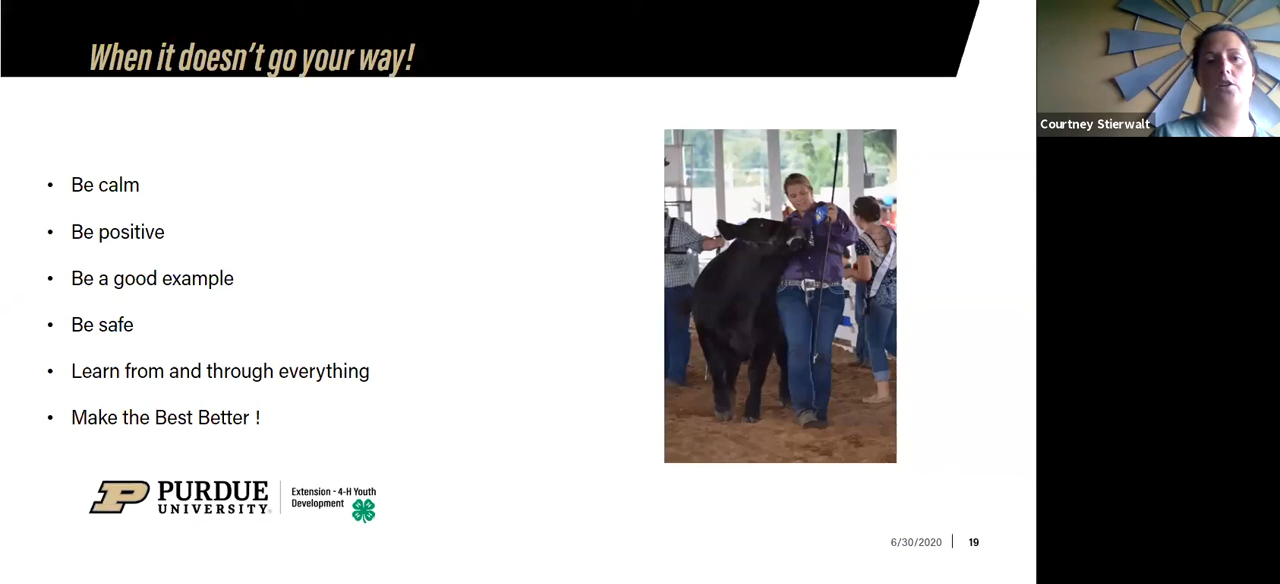 When it doesn't go your way!
Courtney Stierwalt
• Be calm
• Be positive
• Be a good example
• Be safe
• Learn from and through everything
• Make the Best Better !
PURDUE
UNIVERSITY®
Extension - 4-H Youth
Development
6/30/2020 | 19